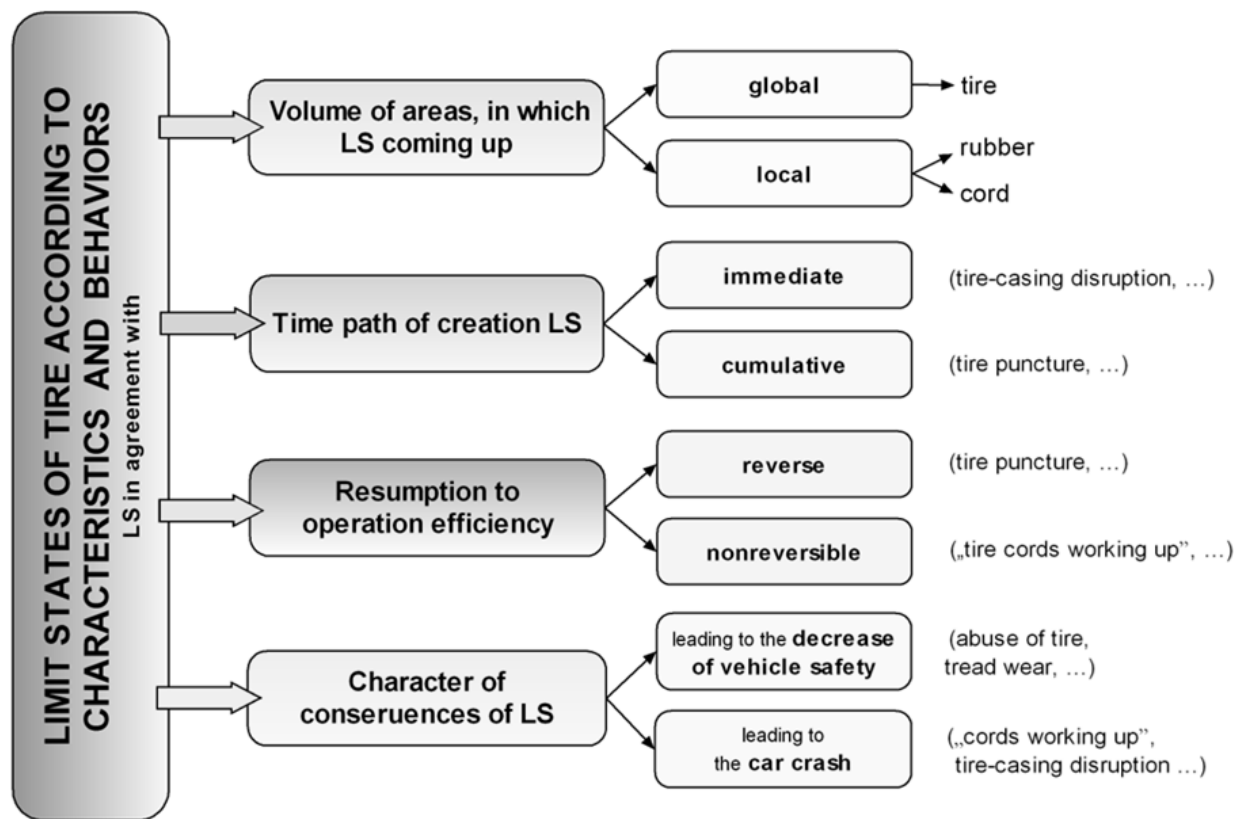 LIMIT STATES OF TIRE ACCORDING TO
CHARACTERISTICS AND BEHAVIORS
LS in agreement with
Volume of areas, in which
LS coming up
global
tire
local
rubber
cord
Time path of creation LS
immediate
(tire-casing disruption, …)
cumulative
(tire puncture, …)
Resumption to
operation efficiency
reverse
(tire puncture, …)
nonreversible
(„tire cords working up”, …)
Character of
conseruences of LS
leading to the decrease
of vehicle safety
(abuse of tire,
tread wear, …)
leading to
the car crash
(„cords working up”,
tire-casing disruption …)